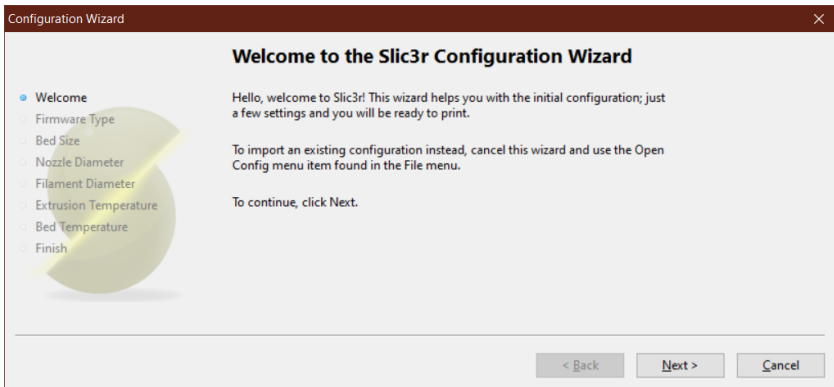 Configuration Wizard
Welcome to the Slic3r Configuration Wizard
Welcome
Firmware Type
Bed Size
Nozzle Diameter
Filament Diameter
Extrusion Temperature
Bed Temperature
Finish
Hello, welcome to Slic3r! This wizard helps you with the initial configuration; just
a few settings and you will be ready to print.
To import an existing configuration instead, cancel this wizard and use the Open
Config menu item found in the File menu.
To continue, click Next.
< Back
Next >
Cancel